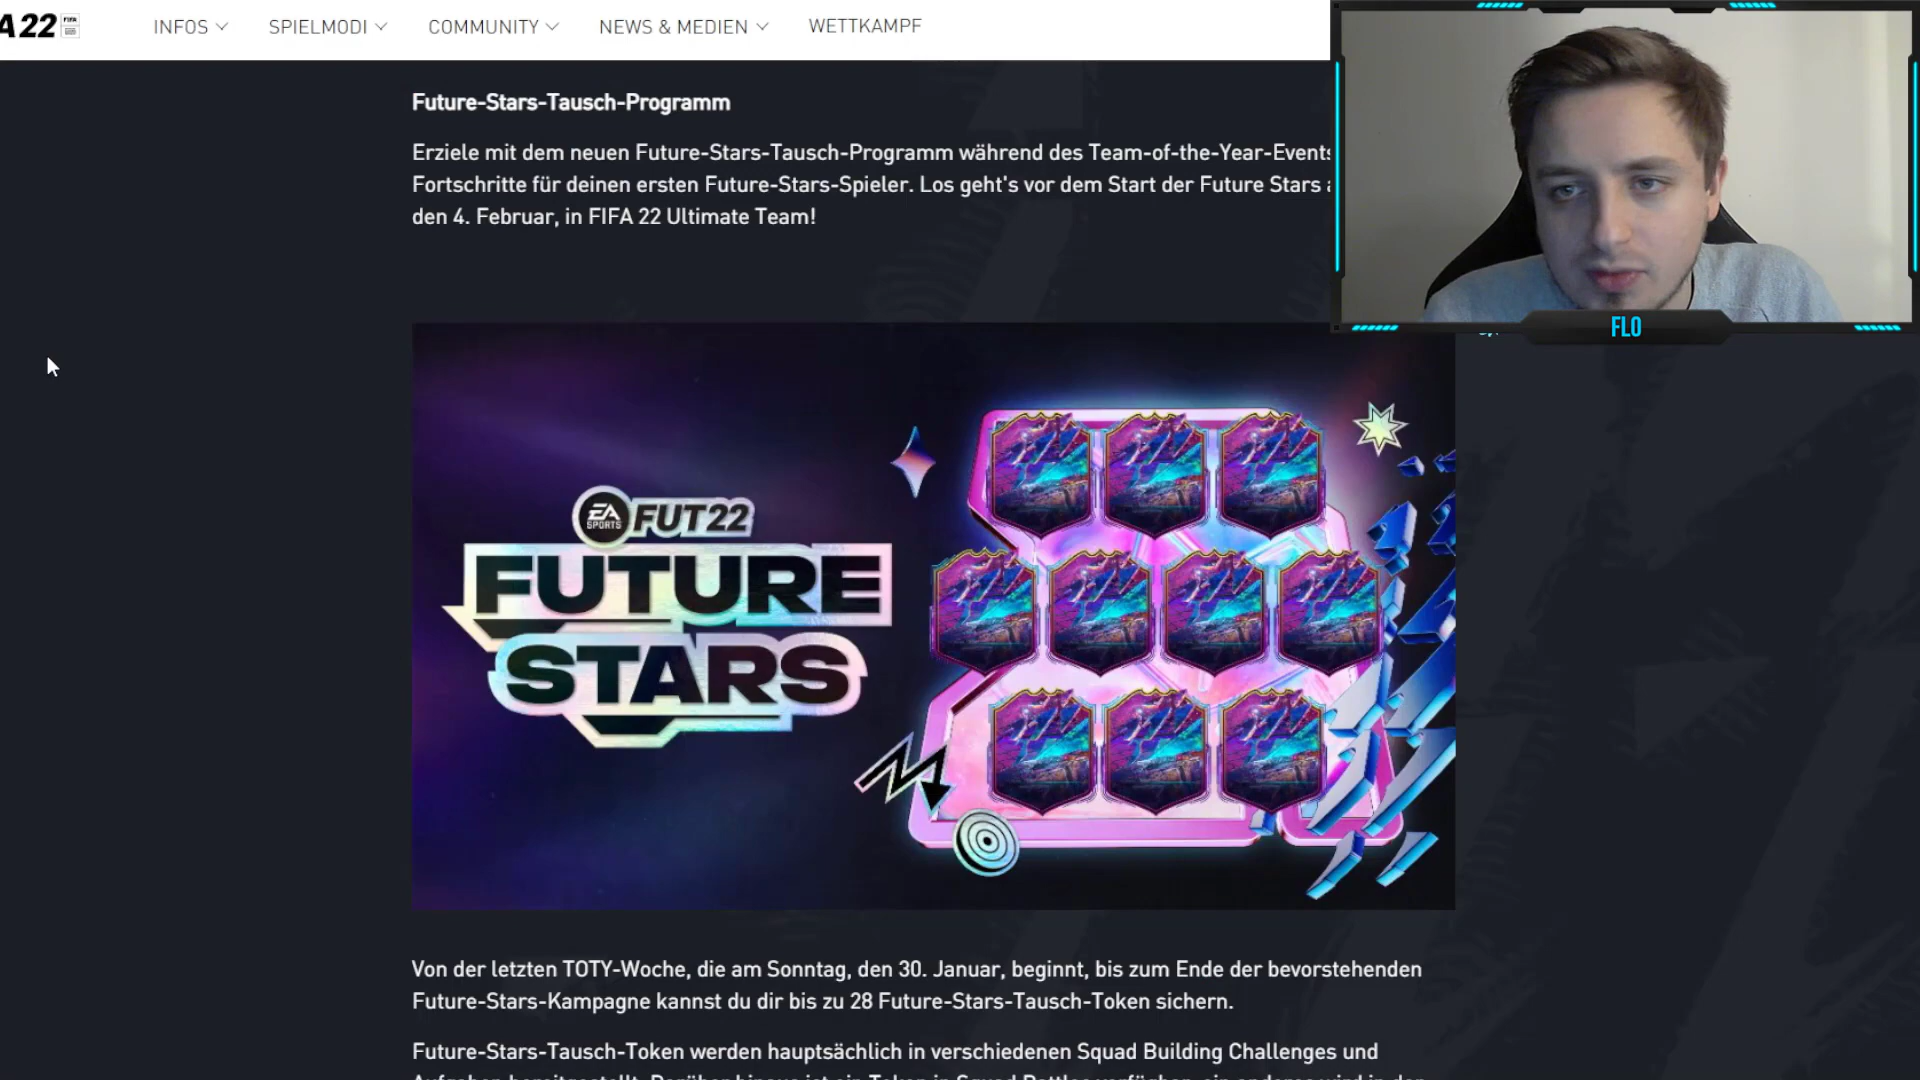 A 22
INFOS
SPIELMODI
COMMUNITY
NEWS & MEDIEN
WETTKAMPF
Future-Stars-Tausch-Programm
Erziele mit dem neuen Future-Stars-Tausch-Programm während des Team-of-the-Year-Events
Fortschritte für deinen ersten Future-Stars-Spieler. Los geht's vor dem Start der Future Stars
den 4. Februar, in FIFA 22 Ultimate Team!
FLO
EA SPORTS FUT22
FUTURE
STARS
Von der letzten TOTY-Woche, die am Sonntag, den 30. Januar, beginnt, bis zum Ende der bevorstehenden
Future-Stars-Kampagne kannst du dir bis zu 28 Future-Stars-Tausch-Token sichern.
Future-Stars-Tausch-Token werden hauptsächlich in verschiedenen Squad Building Challenges und